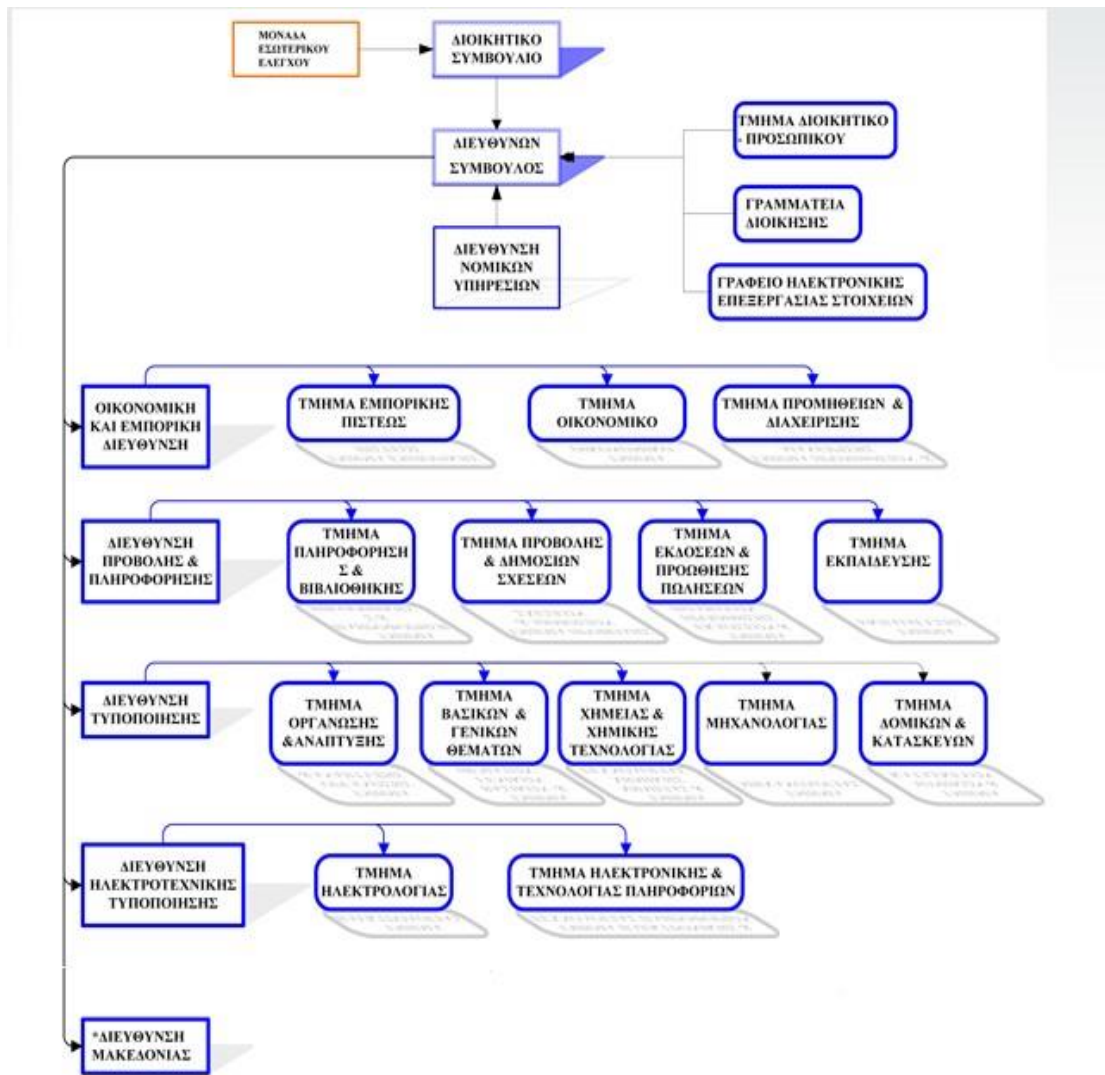 ΜΟΝΑΔΑ
ΕΣΩΤΕΡΙΚΟΥ
ΕΛΕΓΧΟΥ
ΔΙΟΙΚΗΤΙΚΟ
ΣΥΜΒΟΥΛΙΟ
ΔΙΕΥΘΥΝΩΝ
ΣΥΜΒΟΥΛΟΣ
ΤΜΗΜΑ ΔΙΟΙΚΗΤΙΚΟ
- ΠΡΟΣΩΠΙΚΟΥ
ΓΡΑΜΜΑΤΕΙΑ
ΔΙΟΙΚΗΣΗΣ
ΔΙΕΥΘΥΝΣΗ
ΝΟΜΙΚΩΝ
ΥΠΗΡΕΣΙΩΝ
ΓΡΑΦΕΙΟ ΗΛΕΚΤΡΟΝΙΚΗΣ
ΕΠΕΞΕΡΓΑΣΙΑΣ ΣΤΟΙΧΕΙΩΝ
ΟΙΚΟΝΟΜΙΚΗ
ΚΑΙ ΕΜΠΟΡΙΚΗ
ΔΙΕΥΘΥΝΣΗ
ΤΜΗΜΑ ΕΜΠΟΡΙΚΗΣ
ΠΙΣΤΕΩΣ
ΤΜΗΜΑ
ΟΙΚΟΝΟΜΙΚΟ
ΤΜΗΜΑ ΠΡΟΜΗΘΕΙΩΝ &
ΔΙΑΧΕΙΡΙΣΗΣ
ΔΙΕΥΘΥΝΣΗ
ΠΡΟΒΟΛΗΣ &
ΠΛΗΡΟΦΟΡΗΣΗΣ
ΤΜΗΜΑ
ΠΛΗΡΟΦΟΡΗΣΗ
Σ &
ΒΙΒΛΙΟΘΗΚΗΣ
ΤΜΗΜΑ ΠΡΟΒΟΛΗΣ
& ΔΗΜΟΣΙΩΝ
ΣΧΕΣΕΩΝ
ΤΜΗΜΑ
ΕΚΔΟΣΕΩΝ &
ΠΡΟΩΘΗΣΗΣ
ΠΩΛΗΣΕΩΝ
ΤΜΗΜΑ
ΕΚΠΑΙΔΕΥΣΗΣ
ΔΙΕΥΘΥΝΣΗ
ΤΥΠΟΠΟΙΗΣΗΣ
ΤΜΗΜΑ
ΟΡΓΑΝΩΣΗΣ
&ΑΝΑΠΤΥΞΗΣ
ΤΜΗΜΑ
ΒΑΣΙΚΩΝ &
ΓΕΝΙΚΩΝ
ΘΕΜΑΤΩΝ
ΤΜΗΜΑ
ΧΗΜΕΙΑΣ &
ΧΗΜΙΚΗΣ
ΤΕΧΝΟΛΟΓΙΑΣ
ΤΜΗΜΑ
ΜΗΧΑΝΟΛΟΓΙΑΣ
ΤΜΗΜΑ
ΔΟΜΙΚΩΝ &
ΚΑΤΑΣΚΕΥΩΝ
ΔΙΕΥΘΥΝΣΗ
ΗΛΕΚΤΡΟΤΕΧΝΙΚΗΣ
ΤΥΠΟΠΟΙΗΣΗΣ
ΤΜΗΜΑ
ΗΛΕΚΤΡΟΛΟΓΙΑΣ
ΤΜΗΜΑ ΗΛΕΚΤΡΟΝΙΚΗΣ &
ΤΕΧΝΟΛΟΓΙΑΣ ΠΛΗΡΟΦΟΡΙΩΝ
*ΔΙΕΥΘΥΝΣΗ
ΜΑΚΕΔΟΝΙΑΣ